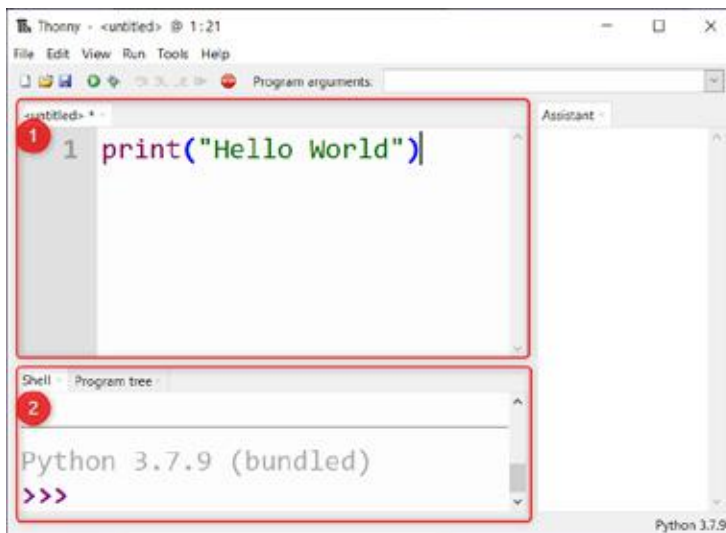 Thonny - <untitled> @ 1:21
File Edit View Run Tools Help
Program arguments:
<untitled> *
Assistant
1
1 print("Hello World")
Shell Program tree
2
Python 3.7.9 (bundled)
>>>
Python 3.7.9